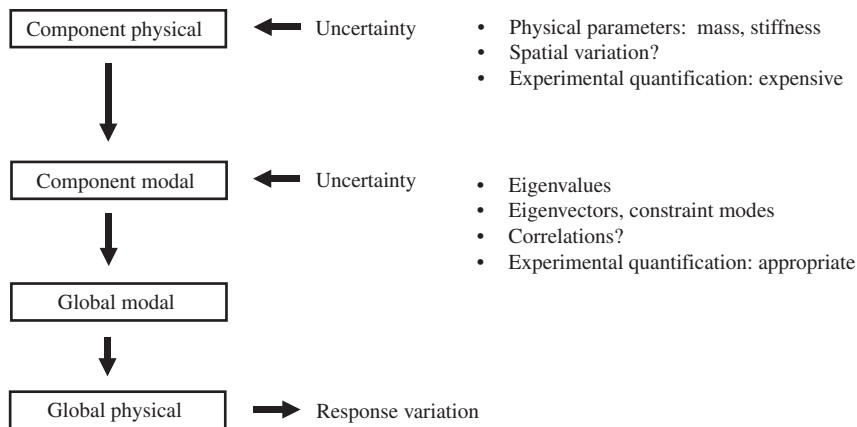 Component physical
Uncertainty
• Physical parameters: mass, stiffness
• Spatial variation?
• Experimental quantification: expensive
Component modal
Uncertainty
• Eigenvalues
• Eigenvectors, constraint modes
• Correlations?
• Experimental quantification: appropriate
Global modal
Global physical
Response variation